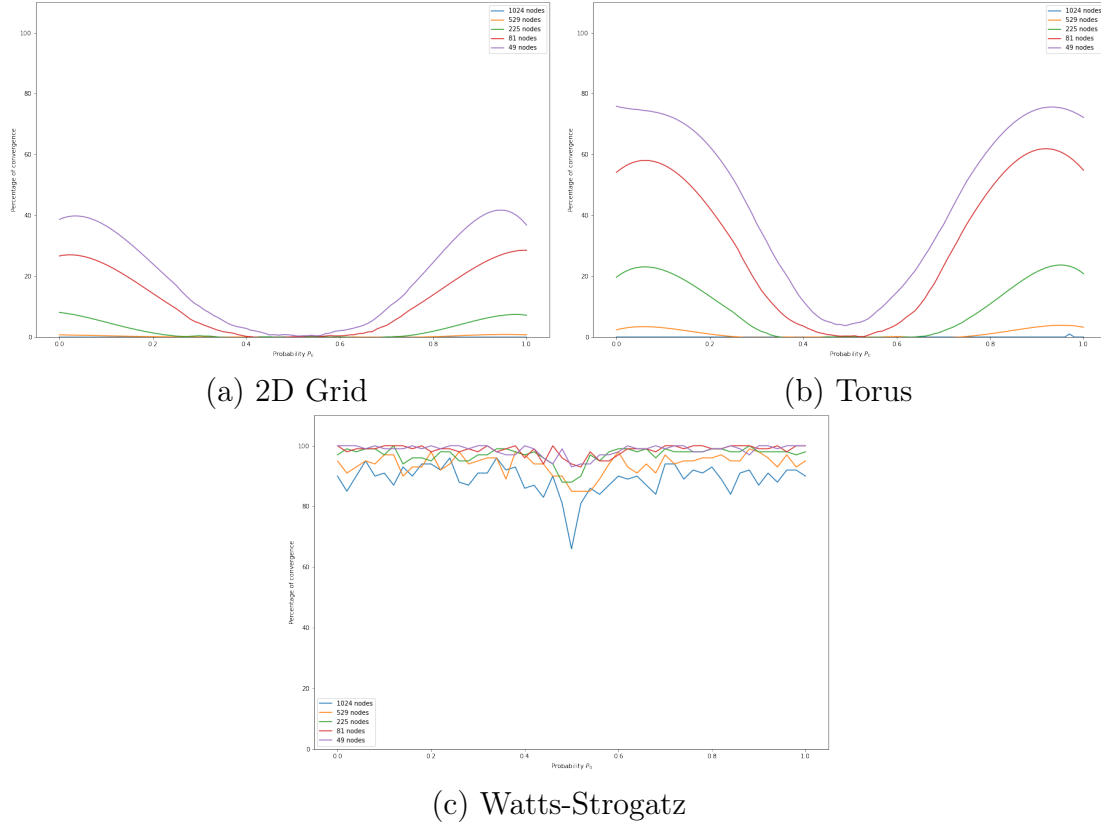 100
80
60
40
20
0
Percentage of convergence
1024 nodes
529 nodes
225 nodes
81 nodes
49 nodes
0.0 0.2 0.4 0.6 0.8 1.0
Probability P₀
(a) 2D Grid
100
80
60
40
20
0
Percentage of convergence
1024 nodes
529 nodes
225 nodes
81 nodes
49 nodes
0.0 0.2 0.4 0.6 0.8 1.0
Probability P₀
(b) Torus
100
80
60
40
20
0
Percentage of convergence
1024 nodes
529 nodes
225 nodes
81 nodes
49 nodes
0.0 0.2 0.4 0.6 0.8 1.0
Probability P₀
(c) Watts-Strogatz